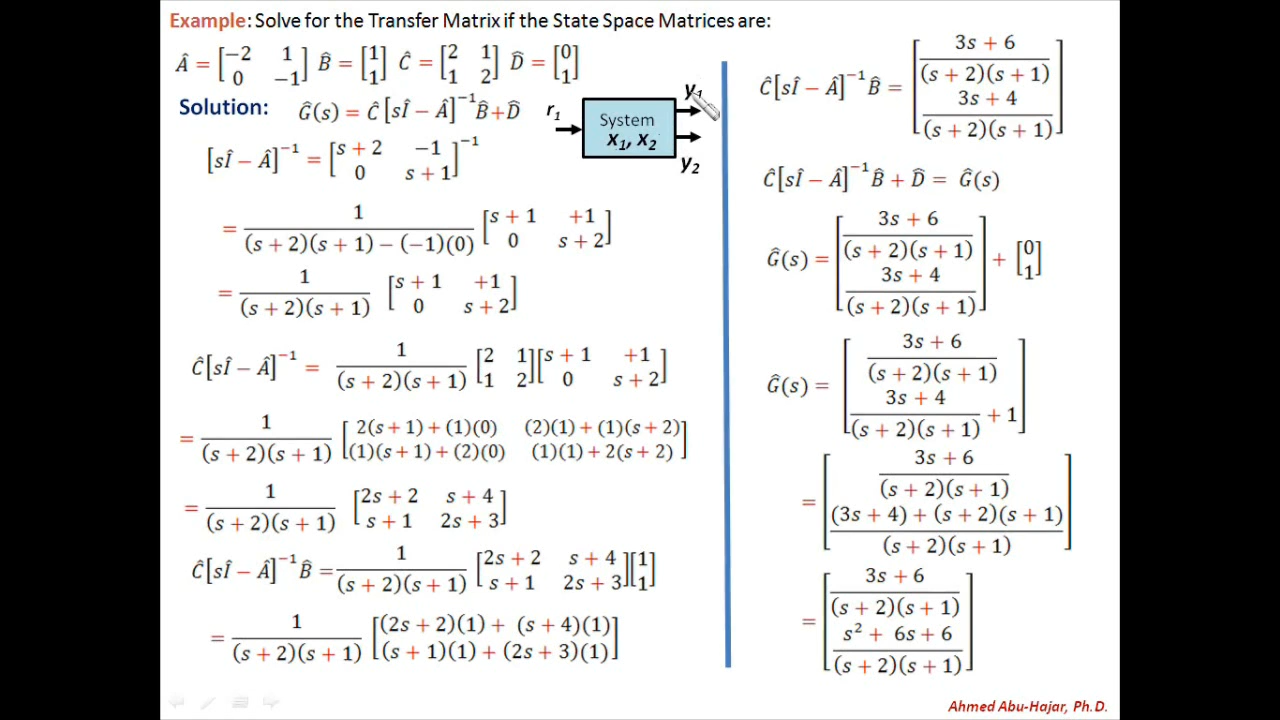 Example: Solve for the Transfer Matrix if the State Space Matrices are:
Â = [−2 1; 0 −1] B̂ = [1; 1] Ĉ = [2 1; 1 2] D̂ = [0; 1]
Solution: Ĝ(s) = Ĉ[sÎ − Â]⁻¹B̂+D̂
r₁
System
X₁, X₂
y₁
y₂
[sÎ − Â]⁻¹ = [s + 2 −1; 0 s + 1]⁻¹
= 1/((s + 2)(s + 1) − (−1)(0)) [s + 1 +1; 0 s + 2]
= 1/((s + 2)(s + 1)) [s + 1 +1; 0 s + 2]
Ĉ[sÎ − Â]⁻¹ = 1/((s + 2)(s + 1)) [2 1; 1 2][s + 1 +1; 0 s + 2]
= 1/((s + 2)(s + 1)) [2(s + 1) + (1)(0) (2)(1) + (1)(s + 2); (1)(s + 1) + (2)(0) (1)(1) + 2(s + 2)]
= 1/((s + 2)(s + 1)) [2s + 2 s + 4; s + 1 2s + 3]
Ĉ[sÎ − Â]⁻¹B̂ = 1/((s + 2)(s + 1)) [2s + 2 s + 4; s + 1 2s + 3][1; 1]
= 1/((s + 2)(s + 1)) [(2s + 2)(1) + (s + 4)(1); (s + 1)(1) + (2s + 3)(1)]
Ĉ[sÎ − Â]⁻¹B̂ = [(3s + 6)/((s + 2)(s + 1)); (3s + 4)/((s + 2)(s + 1))]
Ĉ[sÎ − Â]⁻¹B̂ + D̂ = Ĝ(s)
Ĝ(s) = [(3s + 6)/((s + 2)(s + 1)); (3s + 4)/((s + 2)(s + 1))] + [0; 1]
Ĝ(s) = [(3s + 6)/((s + 2)(s + 1)); (3s + 4)/((s + 2)(s + 1)) + 1]
= [(3s + 6)/((s + 2)(s + 1)); ((3s + 4) + (s + 2)(s + 1))/((s + 2)(s + 1))]
= [(3s + 6)/((s + 2)(s + 1)); (s² + 6s + 6)/((s + 2)(s + 1))]
Ahmed Abu-Hajar, Ph.D.